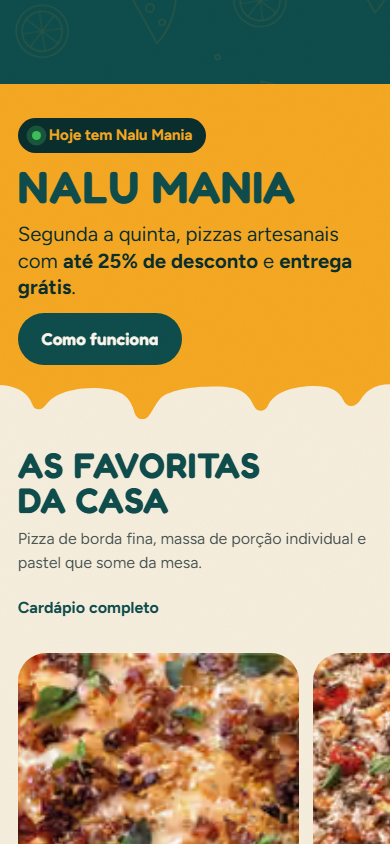 Hoje tem Nalu Mania
NALU MANIA
Segunda a quinta, pizzas artesanais
com até 25% de desconto e entrega
grátis.
Como funciona
AS FAVORITAS
DA CASA
Pizza de borda fina, massa de porção individual e
pastel que some da mesa.
Cardápio completo